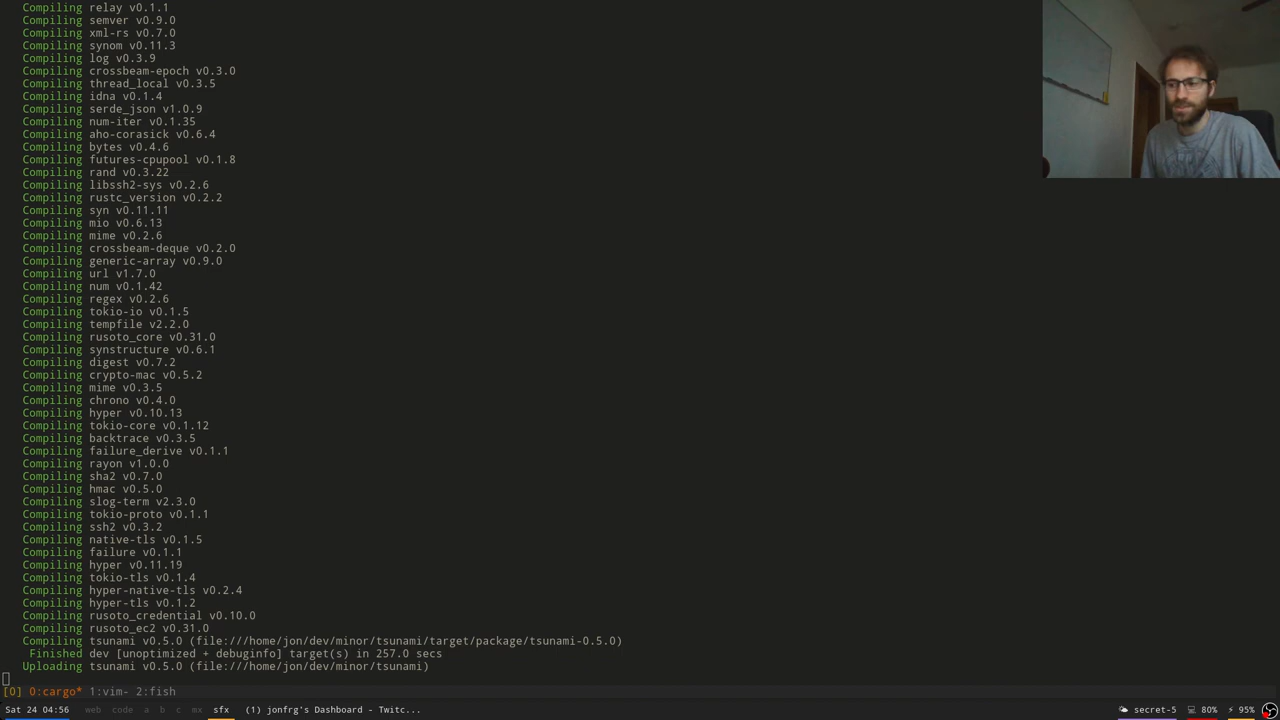 Compiling relay v0.1.1
Compiling semver v0.9.0
Compiling xml-rs v0.7.0
Compiling synom v0.11.3
Compiling log v0.3.9
Compiling crossbeam-epoch v0.3.0
Compiling thread_local v0.3.5
Compiling idna v0.1.4
Compiling serde_json v1.0.9
Compiling num-iter v0.1.35
Compiling aho-corasick v0.6.4
Compiling bytes v0.4.6
Compiling futures-cpupool v0.1.8
Compiling rand v0.3.22
Compiling libssh2-sys v0.2.6
Compiling rustc_version v0.2.2
Compiling syn v0.11.11
Compiling mio v0.6.13
Compiling mime v0.2.6
Compiling crossbeam-deque v0.2.0
Compiling generic-array v0.9.0
Compiling url v1.7.0
Compiling num v0.1.42
Compiling regex v0.2.6
Compiling tokio-io v0.1.5
Compiling tempfile v2.2.0
Compiling rusoto_core v0.31.0
Compiling synstructure v0.6.1
Compiling digest v0.7.2
Compiling crypto-mac v0.5.2
Compiling mime v0.3.5
Compiling chrono v0.4.0
Compiling hyper v0.10.13
Compiling tokio-core v0.1.12
Compiling backtrace v0.3.5
Compiling failure_derive v0.1.1
Compiling rayon v1.0.0
Compiling sha2 v0.7.0
Compiling hmac v0.5.0
Compiling slog-term v2.3.0
Compiling tokio-proto v0.1.1
Compiling ssh2 v0.3.2
Compiling native-tls v0.1.5
Compiling failure v0.1.1
Compiling hyper v0.11.19
Compiling tokio-tls v0.1.4
Compiling hyper-native-tls v0.2.4
Compiling hyper-tls v0.1.2
Compiling rusoto_credential v0.10.0
Compiling rusoto_ec2 v0.31.0
Compiling tsunami v0.5.0 (file:///home/jon/dev/minor/tsunami/target/package/tsunami-0.5.0)
Finished dev [unoptimized + debuginfo] target(s) in 257.0 secs
Uploading tsunami v0.5.0 (file:///home/jon/dev/minor/tsunami)
[0] 0:cargo* 1:vim- 2:fish
Sat 24 04:56 web code a b c mx sfx (1) jonfrg's Dashboard - Twitc... secret-5 80% 95%